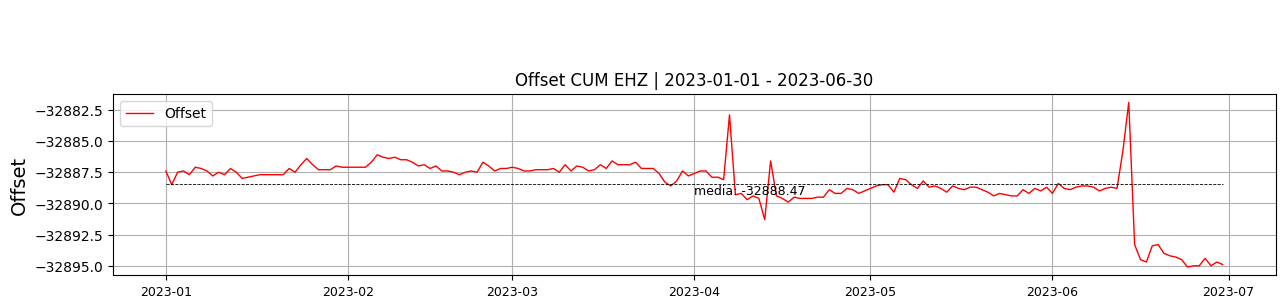 Offset CUM EHZ | 2023-01-01 - 2023-06-30
Offset
Offset
−32882.5
−32885.0
−32887.5
−32890.0
−32892.5
−32895.0
media: -32888.47
2023-01 2023-02 2023-03 2023-04 2023-05 2023-06 2023-07